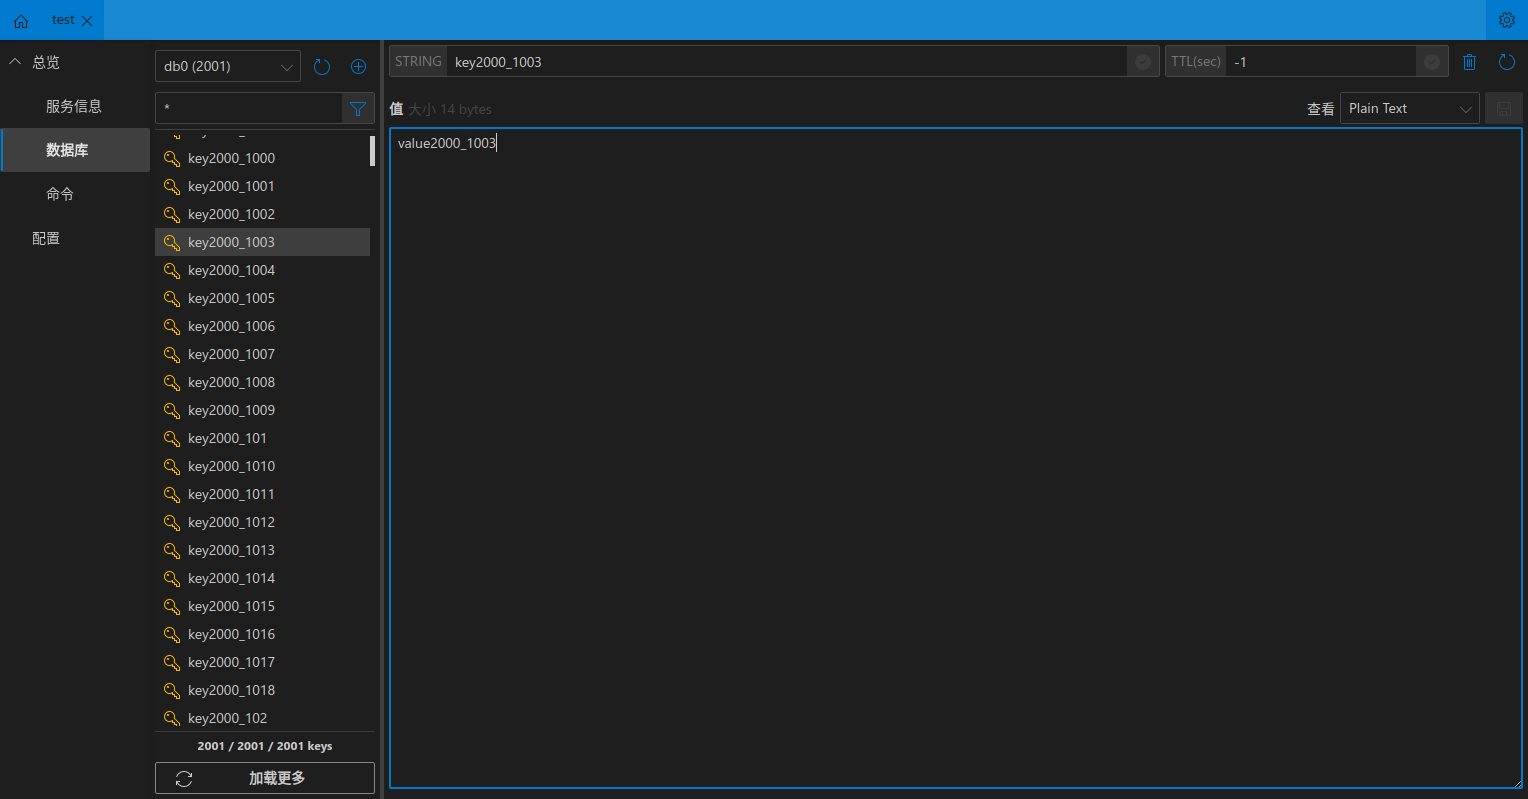 test
总览
服务信息
数据库
命令
配置
db0 (2001)
*
key2000_1000
key2000_1001
key2000_1002
key2000_1003
key2000_1004
key2000_1005
key2000_1006
key2000_1007
key2000_1008
key2000_1009
key2000_101
key2000_1010
key2000_1011
key2000_1012
key2000_1013
key2000_1014
key2000_1015
key2000_1016
key2000_1017
key2000_1018
key2000_102
2001 / 2001 / 2001 keys
加载更多
STRING key2000_1003 TTL(sec) -1
值 大小 14 bytes 查看 Plain Text
value2000_1003